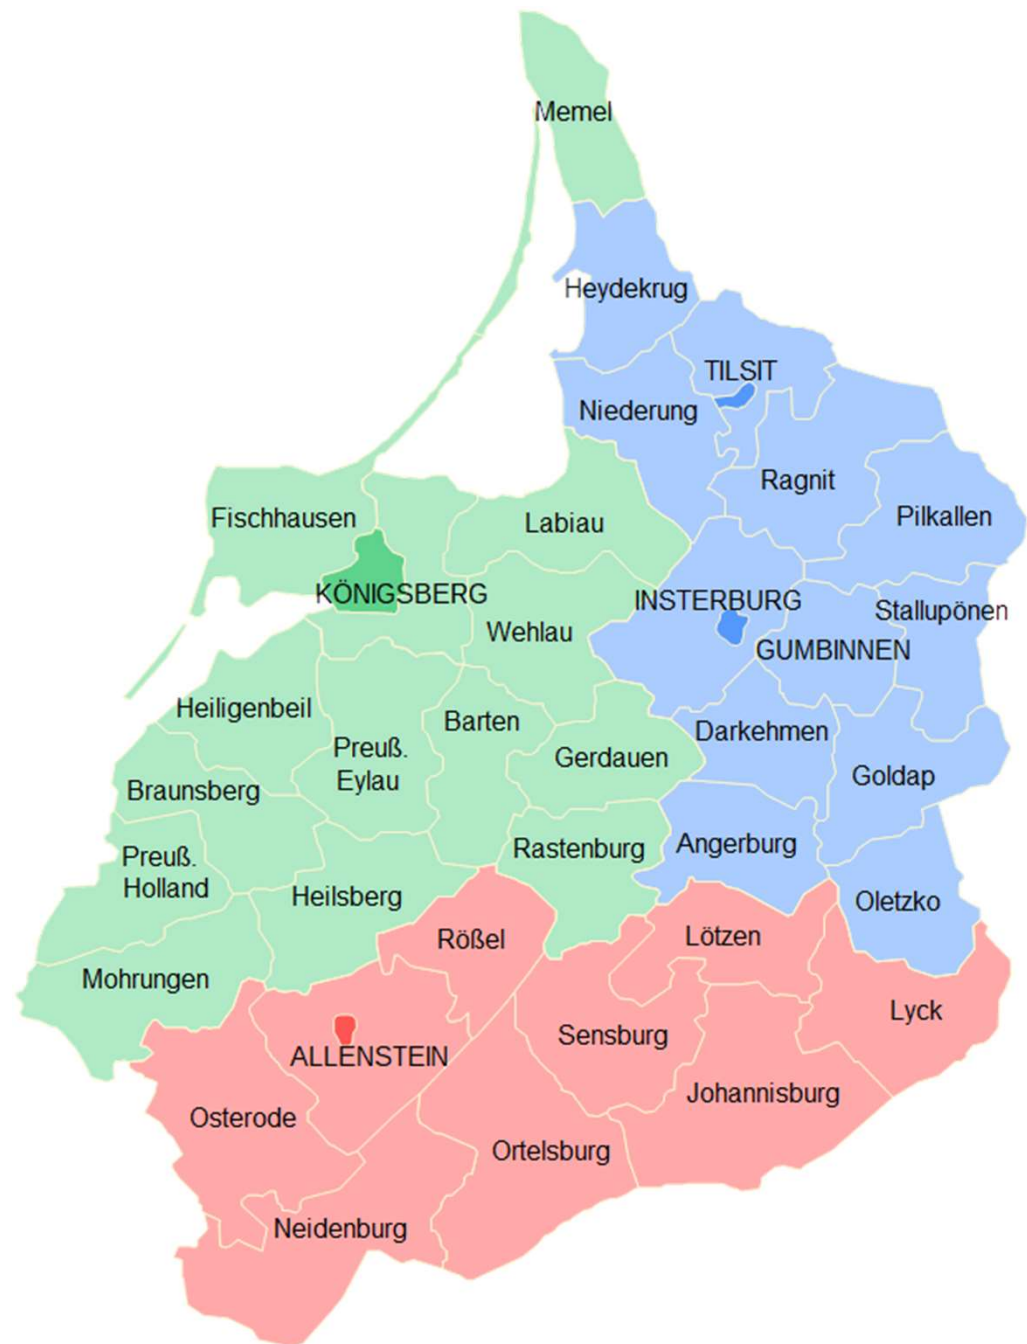 Memel
Heydekrug
TILSIT
Niederung
Ragnit
Pilkallen
Fischhausen
Labiau
KÖNIGSBERG
INSTERBURG
Stallupönen
Wehlau
GUMBINNEN
Heiligenbeil
Barten
Darkehmen
Preuß.
Eylau
Gerdauen
Goldap
Braunsberg
Angerburg
Rastenburg
Preuß.
Holland
Heilsberg
Oletzko
Rößel
Lötzen
Mohrungen
Lyck
Sensburg
ALLENSTEIN
Johannisburg
Osterode
Ortelsburg
Neidenburg